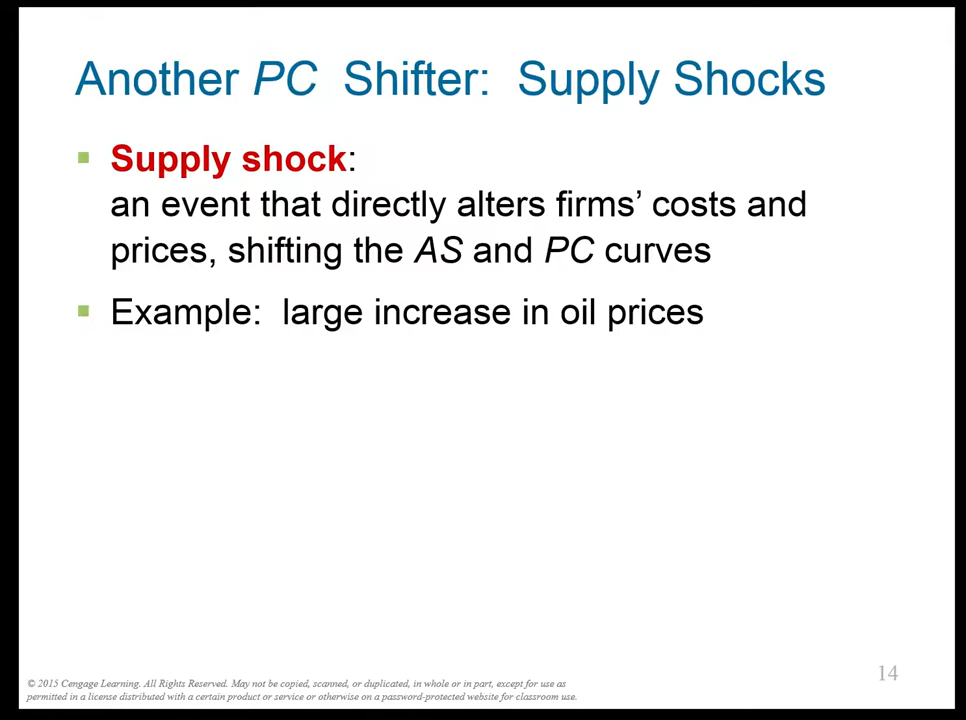 Another PC Shifter: Supply Shocks
Supply shock:
an event that directly alters firms’ costs and
prices, shifting the AS and PC curves
Example: large increase in oil prices
14
© 2015 Cengage Learning. All Rights Reserved. May not be copied, scanned, or duplicated, in whole or in part, except for use as
permitted in a license distributed with a certain product or service or otherwise on a password-protected website for classroom use.